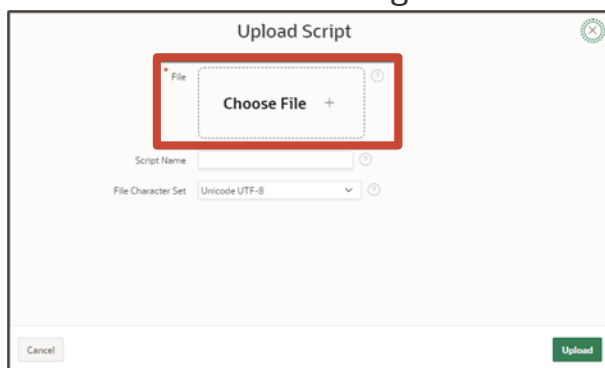 Upload Script
* File
Choose File +
Script Name
File Character Set Unicode UTF-8
Cancel Upload